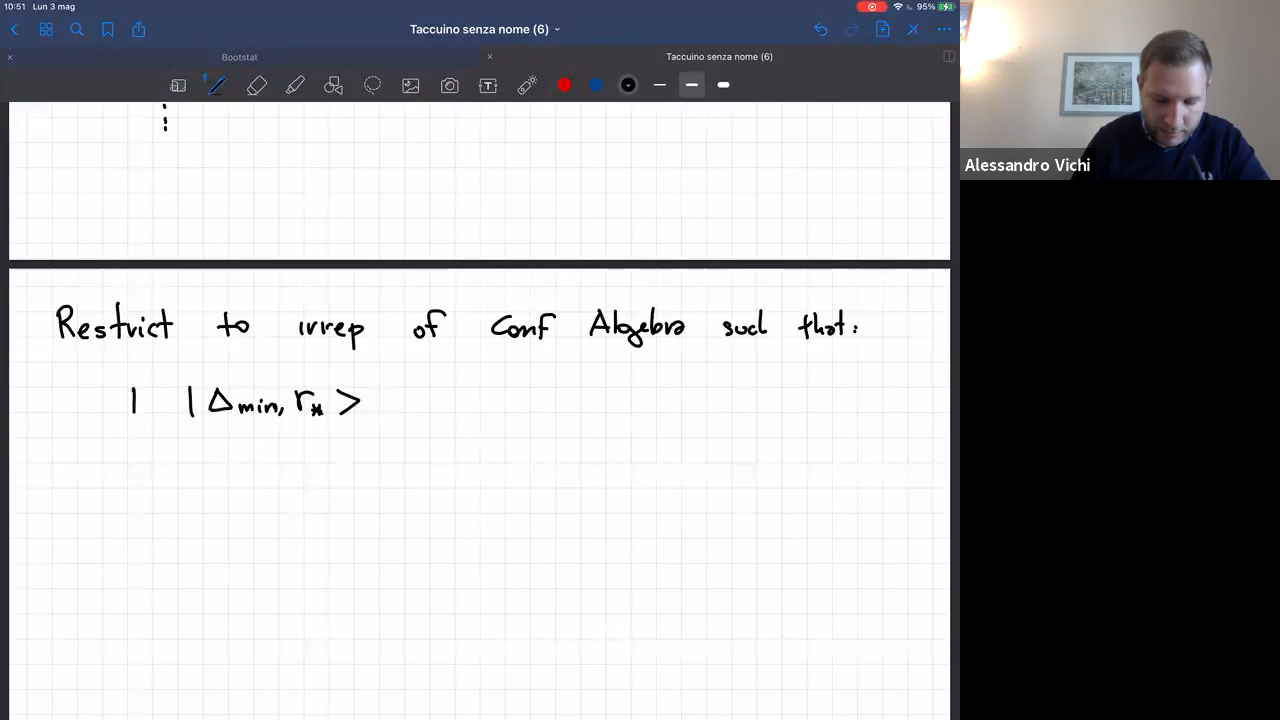 10:51 Lun 3 mag
95%
Taccuino senza nome (6)
Bootstat
Taccuino senza nome (6)
Alessandro Vichi
Restrict to irrep of Conf Algebra such that:
| | Δmin, r* >